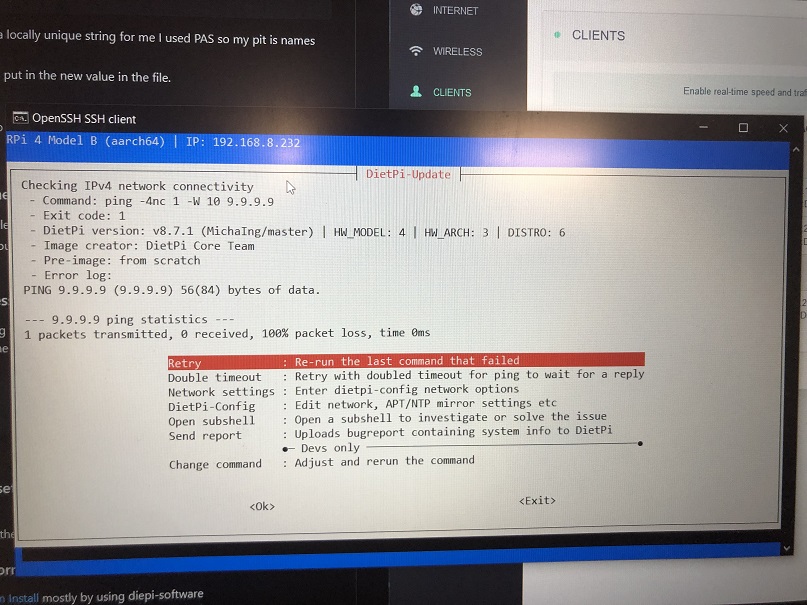 a locally unique string for me I used PAS so my pit is names
put in the new value in the file.
INTERNET
WIRELESS
CLIENTS
CLIENTS
Enable real-time speed and traf
OpenSSH SSH client
RPi 4 Model B (aarch64) | IP: 192.168.8.232
DietPi-Update
Checking IPv4 network connectivity
- Command: ping -4nc 1 -W 10 9.9.9.9
- Exit code: 1
- DietPi version: v8.7.1 (MichaIng/master) | HW_MODEL: 4 | HW_ARCH: 3 | DISTRO: 6
- Image creator: DietPi Core Team
- Pre-image: from scratch
- Error log:
PING 9.9.9.9 (9.9.9.9) 56(84) bytes of data.
--- 9.9.9.9 ping statistics ---
1 packets transmitted, 0 received, 100% packet loss, time 0ms
Retry : Re-run the last command that failed
Double timeout : Retry with doubled timeout for ping to wait for a reply
Network settings : Enter dietpi-config network options
DietPi-Config : Edit network, APT/NTP mirror settings etc
Open subshell : Open a subshell to investigate or solve the issue
Send report : Uploads bugreport containing system info to DietPi
●─ Devs only ─●
Change command : Adjust and rerun the command
<Ok> <Exit>
n Install mostly by using diepi-software